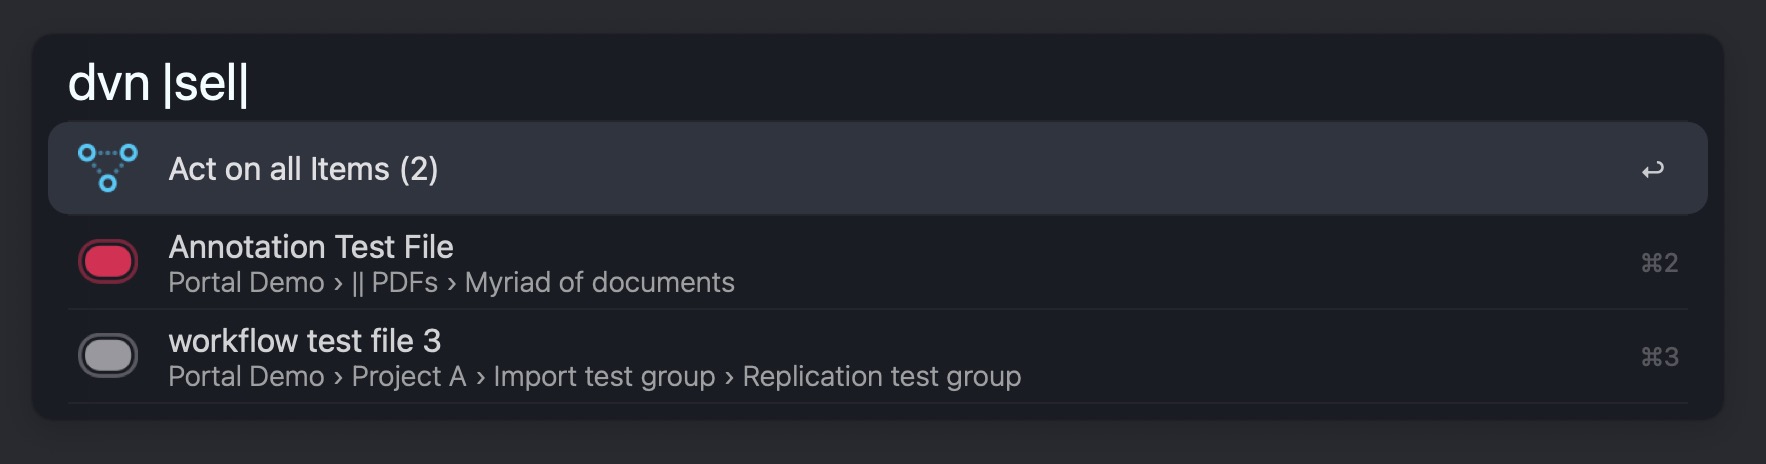 dvn |sel|
Act on all Items (2)
↩
Annotation Test File
Portal Demo › || PDFs › Myriad of documents
⌘2
workflow test file 3
Portal Demo › Project A › Import test group › Replication test group
⌘3